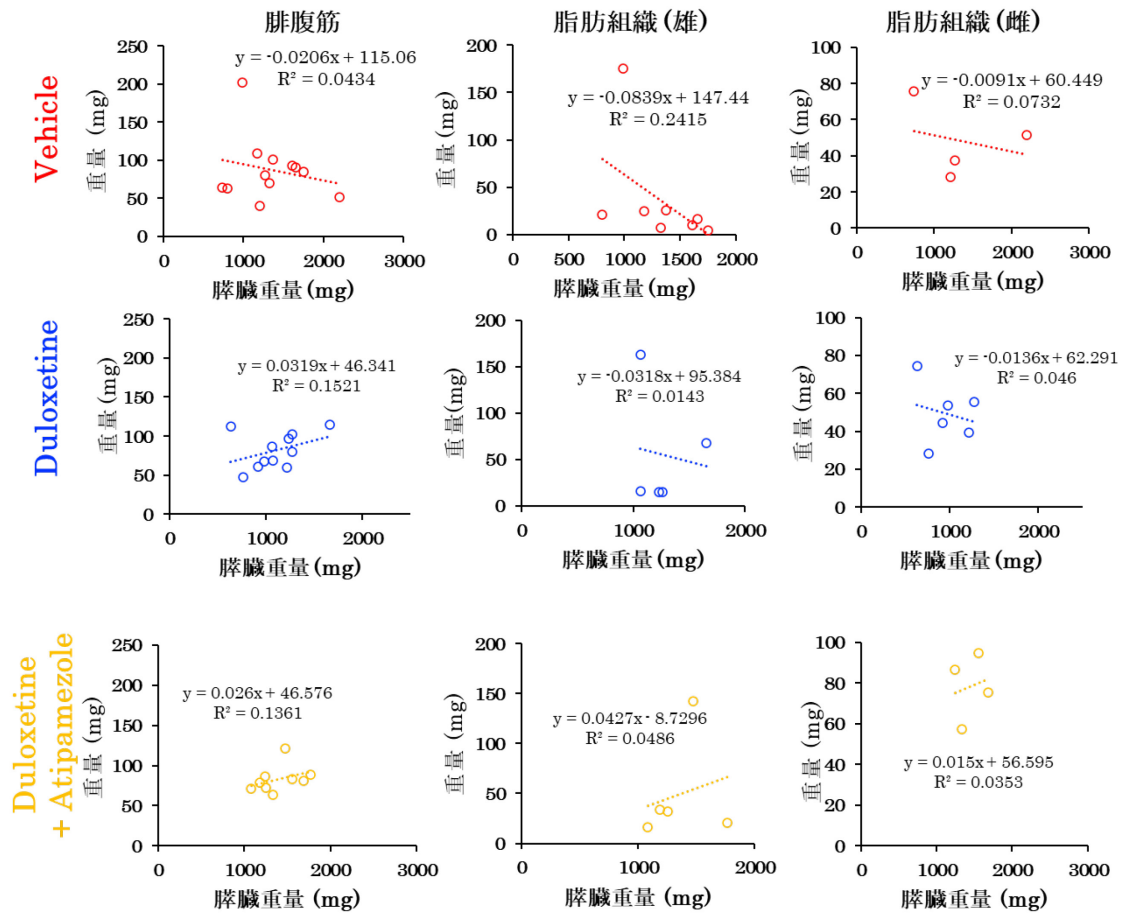 腓腹筋
脂肪組織 (雄)
脂肪組織 (雌)
Vehicle
重量 (mg)
250
200
150
100
50
0
y = -0.0206x + 115.06
R² = 0.0434
0 1000 2000 3000
膵臓重量 (mg)
重量 (mg)
200
150
100
50
0
y = -0.0839x + 147.44
R² = 0.2415
0 500 1000 1500 2000
膵臓重量 (mg)
重量 (mg)
100
80
60
40
20
0
y = -0.0091x + 60.449
R² = 0.0732
0 1000 2000 3000
膵臓重量 (mg)
Duloxetine
重量 (mg)
250
200
150
100
50
0
y = 0.0319x + 46.341
R² = 0.1521
0 1000 2000
膵臓重量 (mg)
重量(mg)
200
150
100
50
0
y = -0.0318x + 95.384
R² = 0.0143
0 1000 2000
膵臓重量 (mg)
重量 (mg)
100
80
60
40
20
0
y = -0.0136x + 62.291
R² = 0.046
0 1000 2000
膵臓重量 (mg)
Duloxetine
+ Atipamezole
重量 (mg)
250
200
150
100
50
0
y = 0.026x + 46.576
R² = 0.1361
0 1000 2000 3000
膵臓重量 (mg)
重量 (mg)
200
150
100
50
0
y = 0.0427x - 8.7296
R² = 0.0486
0 1000 2000
膵臓重量 (mg)
重量 (mg)
100
80
60
40
20
0
y = 0.015x + 56.595
R² = 0.0353
0 1000 2000 3000
膵臓重量 (mg)